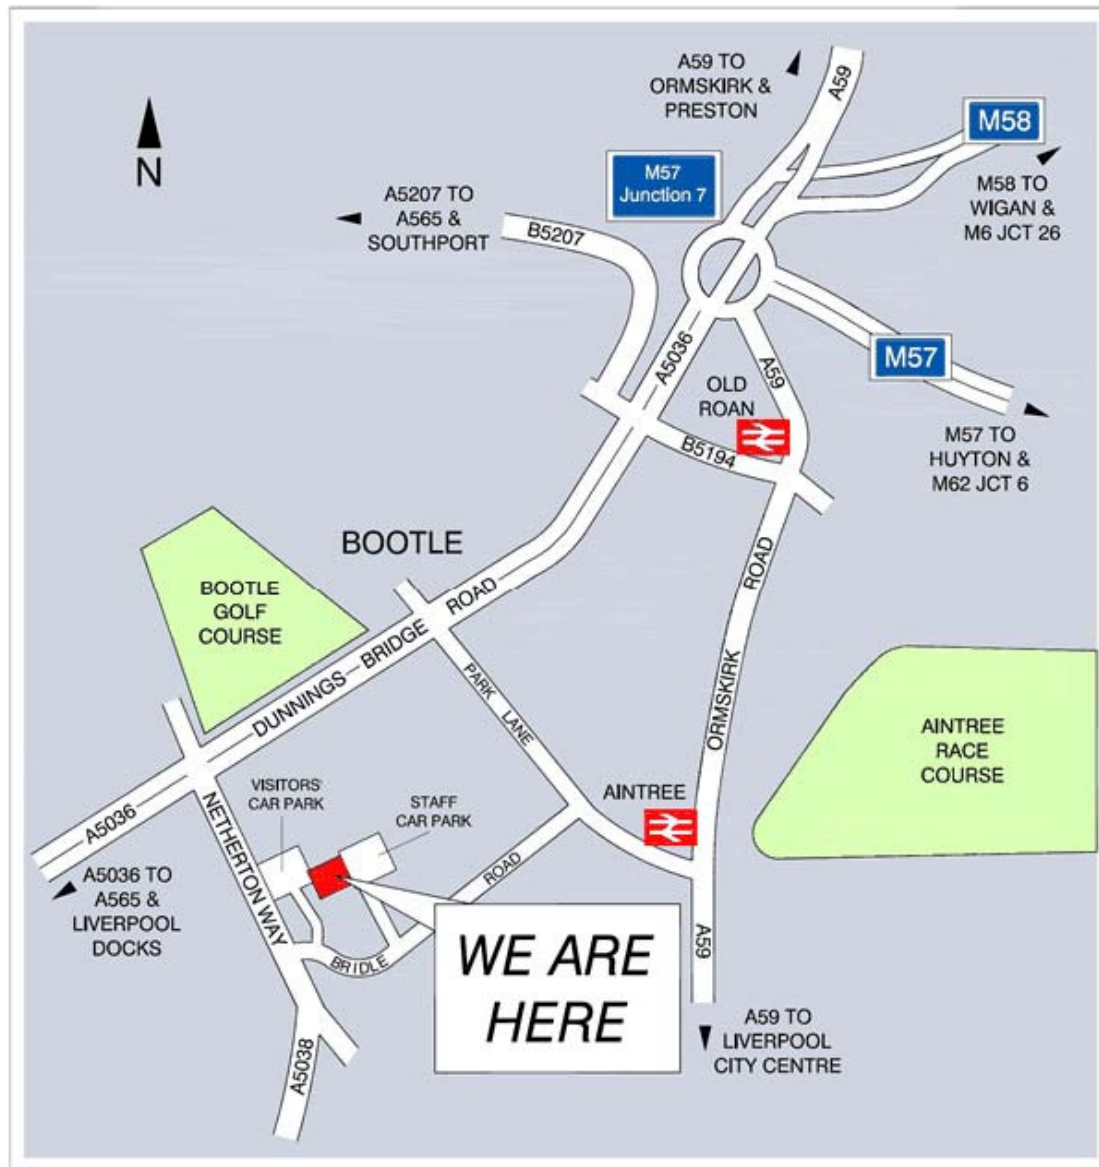 A59 TO
ORMSKIRK &
PRESTON
A59
M58
M57
Junction 7
M58 TO
WIGAN &
M6 JCT 26
N
A5207 TO
A565 &
SOUTHPORT
B5207
A5036
A59
M57
OLD
ROAN
B5194
M57 TO
HUYTON &
M62 JCT 6
BOOTLE
BOOTLE
GOLF
COURSE
DUNNINGS BRIDGE ROAD
PARK LANE
ORMSKIRK ROAD
AINTREE
RACE
COURSE
AINTREE
VISITORS'
CAR PARK
STAFF
CAR PARK
A5036
NETHERTON WAY
BRIDLE ROAD
A5036 TO
A565 &
LIVERPOOL
DOCKS
WE ARE
HERE
A59
A59 TO
LIVERPOOL
CITY CENTRE
A5038